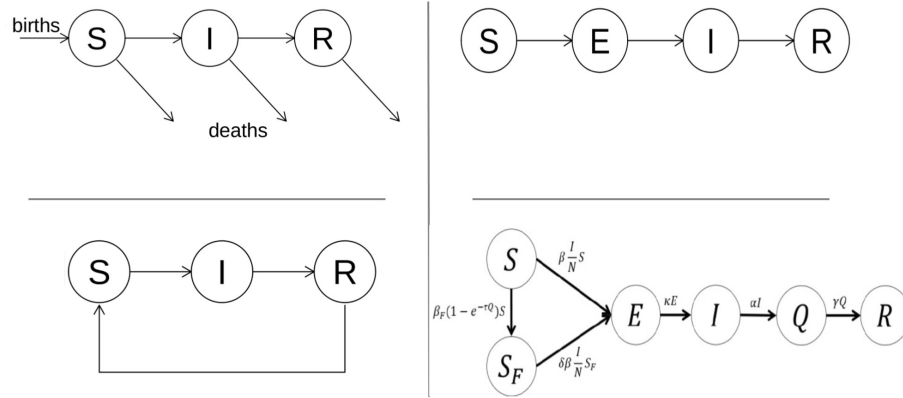 births
S I R
deaths
S E I R
S I R
S
β I/N S
β_F(1 − e^{−τQ})S
E κE I αI Q γQ R
S_F
δβ I/N S_F